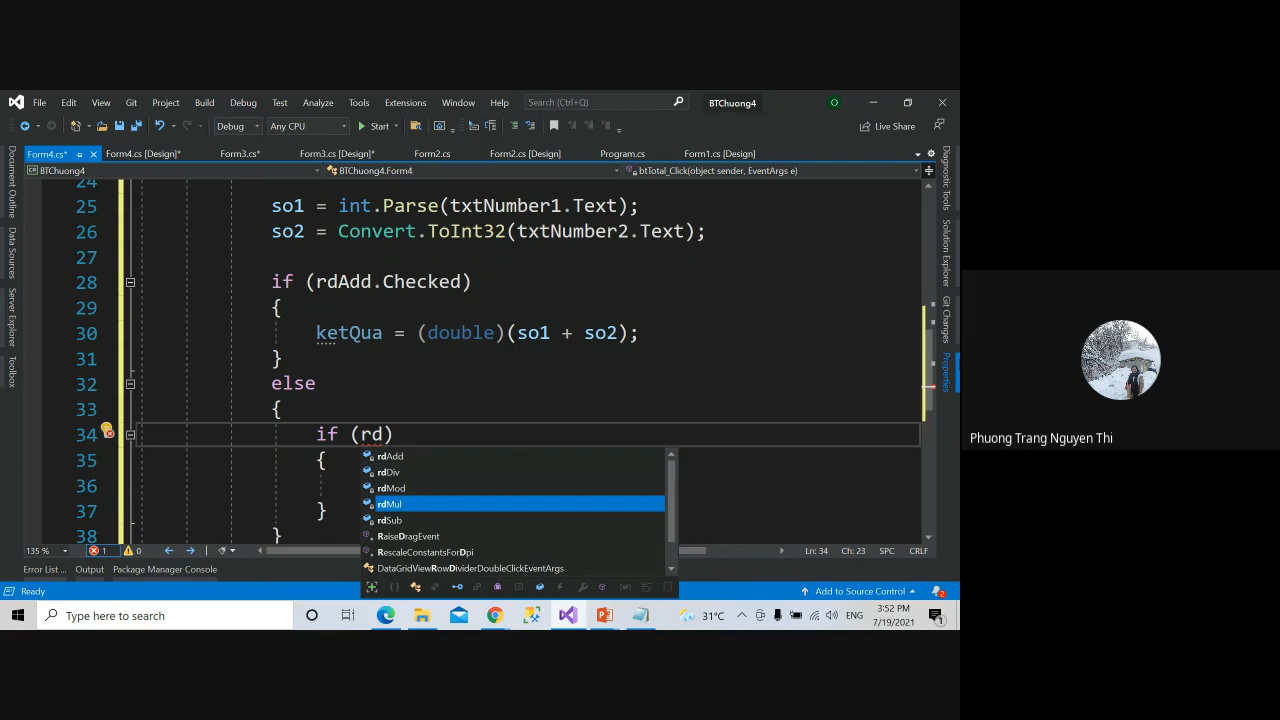 File Edit View Git Project Build Debug Test Analyze Tools Extensions Window Help Search (Ctrl+Q) BTChuong4 O
Debug Any CPU Start Live Share
Form4.cs* Form4.cs [Design]* Form3.cs* Form3.cs [Design]* Form2.cs Form2.cs [Design] Program.cs Form1.cs [Design]
BTChuong4 BTChuong4.Form4 btTotal_Click(object sender, EventArgs e)
Document Outline
Data Sources
Server Explorer
Toolbox
24
25 so1 = int.Parse(txtNumber1.Text);
26 so2 = Convert.ToInt32(txtNumber2.Text);
27
28 if (rdAdd.Checked)
29 {
30 ketQua = (double)(so1 + so2);
31 }
32 else
33 {
34 if (rd)
35 {
36
37 }
38 }
rdAdd
rdDiv
rdMod
rdMul
rdSub
RaiseDragEvent
RescaleConstantsForDpi
DataGridViewRowDividerDoubleClickEventArgs
Diagnostic Tools
Solution Explorer
Git Changes
Properties
135 % 1 0 Ln: 34 Ch: 23 SPC CRLF
Error List ... Output Package Manager Console
Ready Add to Source Control 2
Type here to search 31°C ENG 3:52 PM 7/19/2021 1
Phuong Trang Nguyen Thi